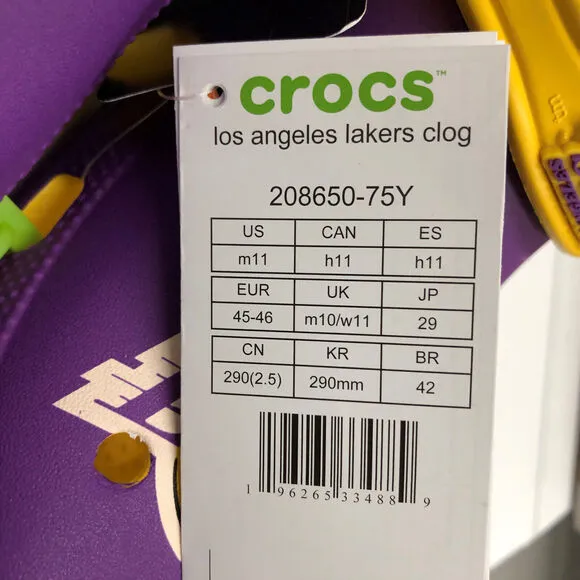 crocs™
los angeles lakers clog
208650-75Y
US CAN ES
m11 h11 h11
EUR UK JP
45-46 m10/w11 29
CN KR BR
290(2.5) 290mm 42
1 96265 33488 9